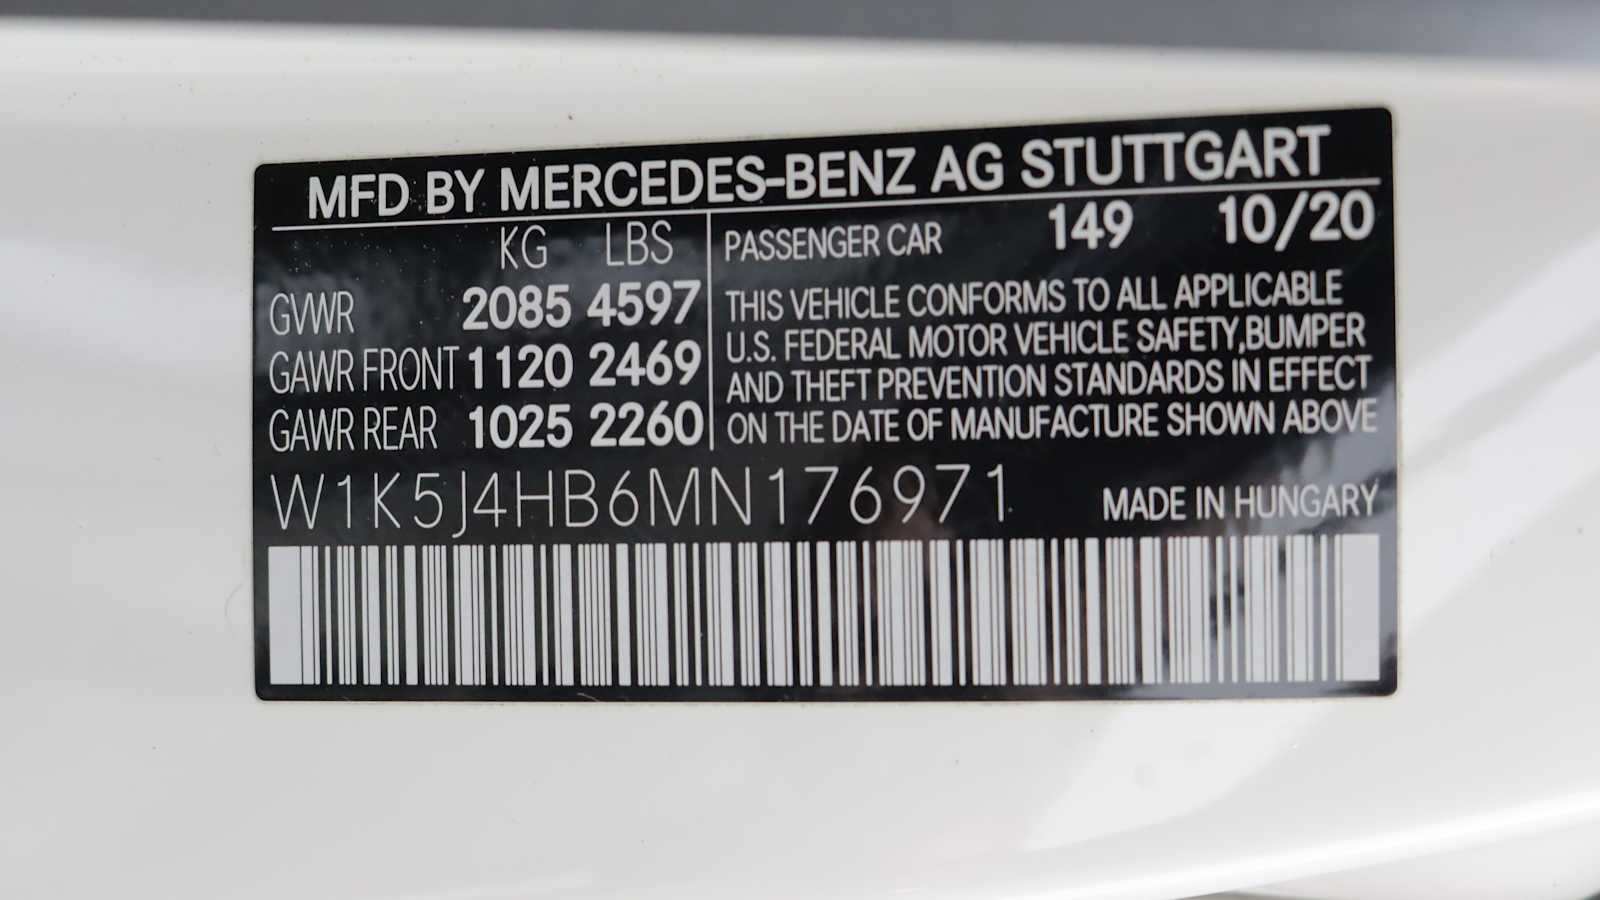 MFD BY MERCEDES-BENZ AG STUTTGART
KG LBS
GVWR 2085 4597
GAWR FRONT 1120 2469
GAWR REAR 1025 2260
PASSENGER CAR 149 10/20
THIS VEHICLE CONFORMS TO ALL APPLICABLE
U.S. FEDERAL MOTOR VEHICLE SAFETY,BUMPER
AND THEFT PREVENTION STANDARDS IN EFFECT
ON THE DATE OF MANUFACTURE SHOWN ABOVE
W1K5J4HB6MN176971 MADE IN HUNGARY